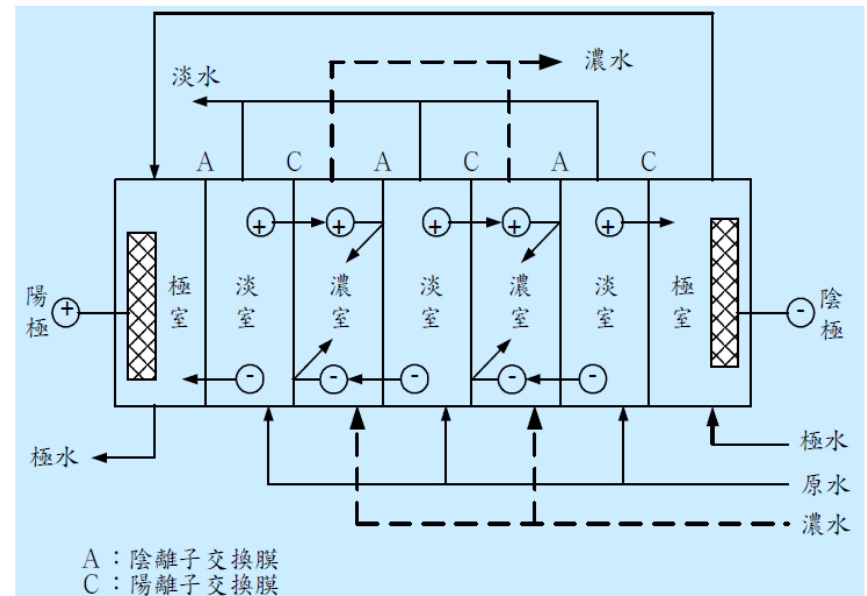 濃水
淡水
A C A C A C
+ + + + +
陽極 + 極室 淡室 濃室 淡室 濃室 淡室 極室 - 陰極
- - - - -
極水
極水
原水
濃水
A：陰離子交換膜
C：陽離子交換膜